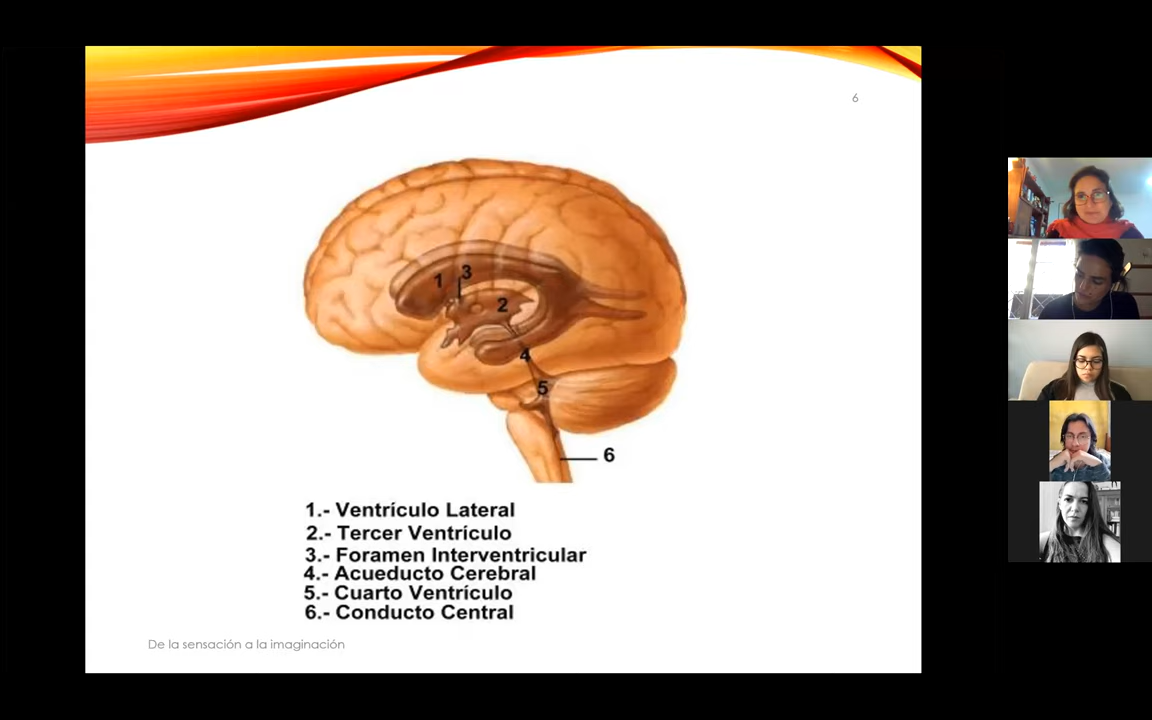 6
1 3
2
4
5
6
1.- Ventrículo Lateral
2.- Tercer Ventrículo
3.- Foramen Interventricular
4.- Acueducto Cerebral
5.- Cuarto Ventrículo
6.- Conducto Central
De la sensación a la imaginación